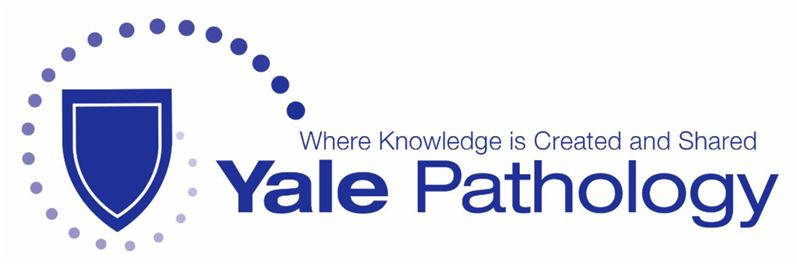 Where Knowledge is Created and Shared
Yale Pathology